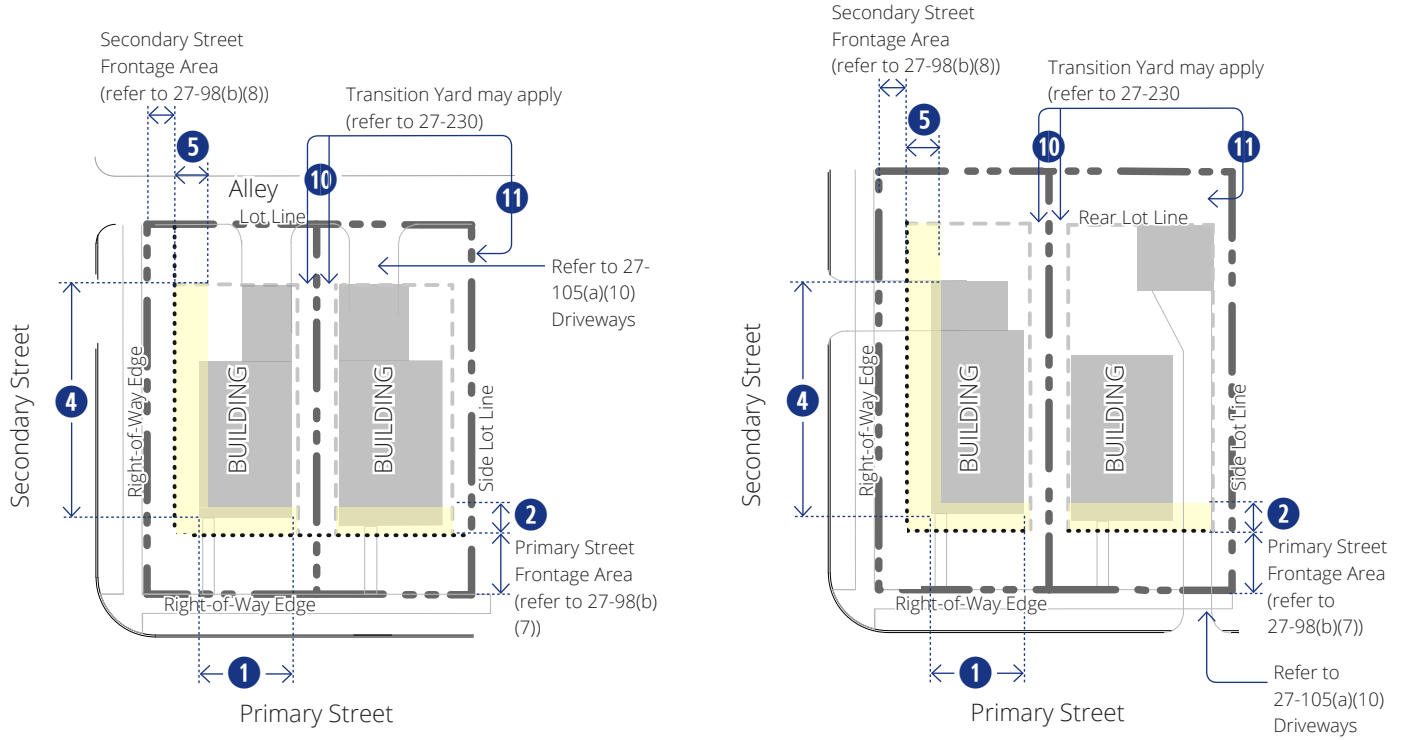 Secondary Street
Frontage Area
(refer to 27-98(b)(8))
Transition Yard may apply
(refer to 27-230)
5
10
11
Alley
Lot Line
Refer to 27-
105(a)(10)
Driveways
4
Secondary Street
Right-of-Way Edge
BUILDING
BUILDING
Side Lot Line
2
Primary Street
Frontage Area
(refer to 27-98(b)
(7))
Right-of-Way Edge
1
Primary Street
Secondary Street
Frontage Area
(refer to 27-98(b)(8))
Transition Yard may apply
(refer to 27-230
5
10
11
Rear Lot Line
4
Secondary Street
Right-of-Way Edge
BUILDING
BUILDING
Side Lot Line
2
Primary Street
Frontage Area
(refer to
27-98(b)(7))
Right-of-Way Edge
1
Refer to
27-105(a)(10)
Driveways
Primary Street